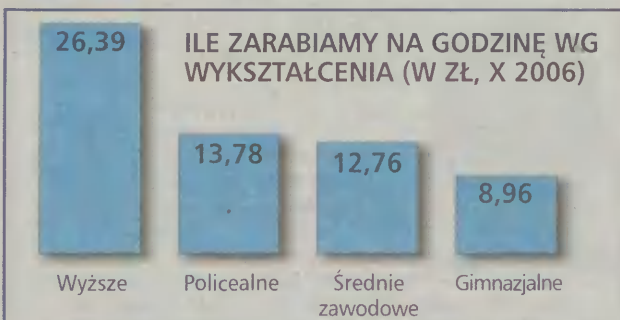 ILE ZARABIAMY NA GODZINĘ WG
WYKSZTAŁCENIA (W ZŁ, X 2006)
26,39
13,78
12,76
8,96
Wyższe
Policealne
Średnie
zawodowe
Gimnazjalne